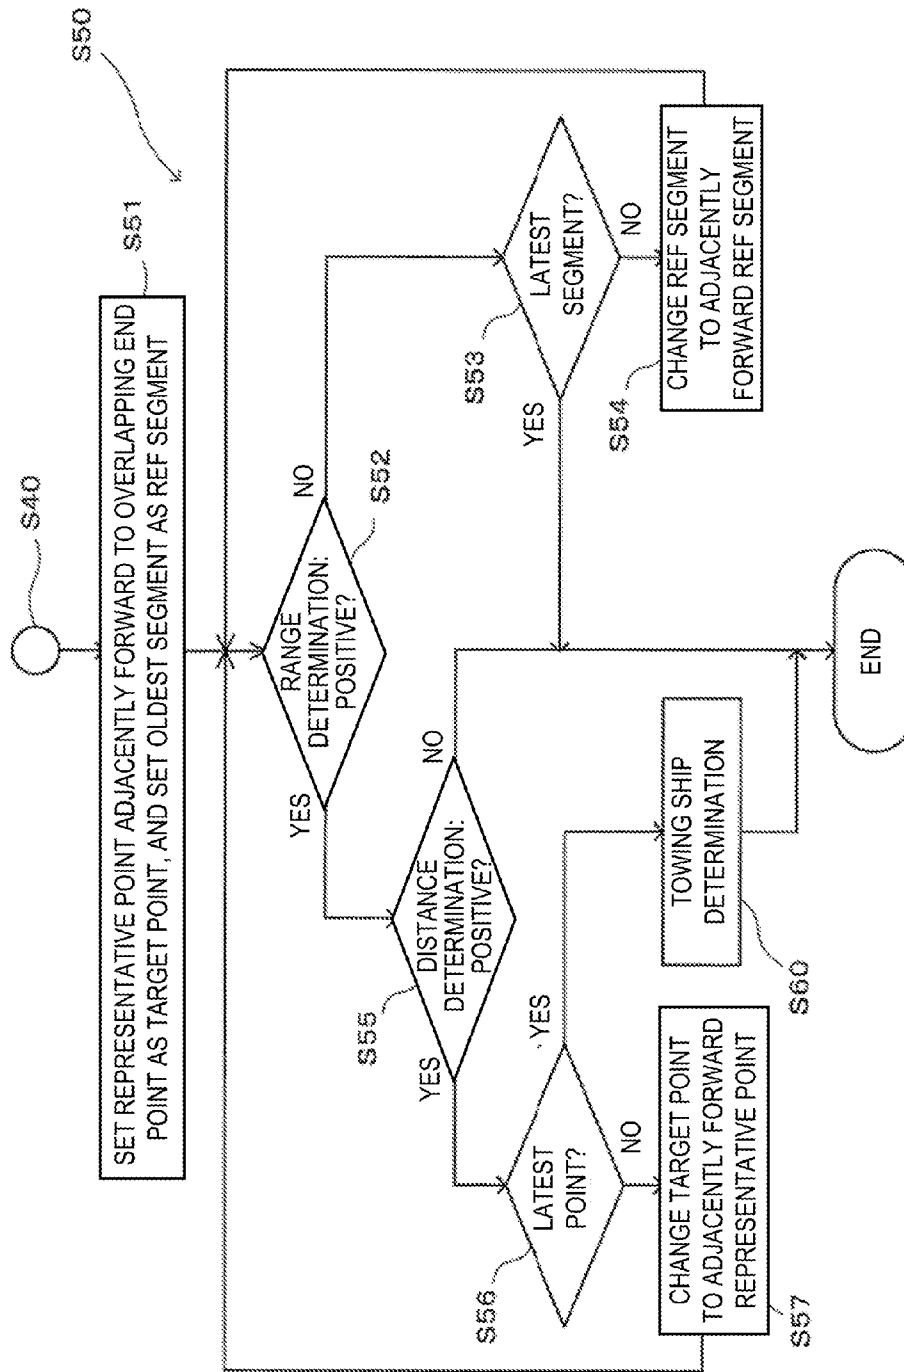 S50
S40
S51
SET REPRESENTATIVE POINT ADJACENTLY FORWARD TO OVERLAPPING END
POINT AS TARGET POINT, AND SET OLDEST SEGMENT AS REF SEGMENT
S52
RANGE
DETERMINATION:
POSITIVE?
YES
NO
S53
LATEST
SEGMENT?
YES
NO
S54
CHANGE REF SEGMENT
TO ADJACENTLY
FORWARD REF SEGMENT
S55
DISTANCE
DETERMINATION:
POSITIVE?
YES
NO
S56
LATEST
POINT?
YES
NO
S57
CHANGE TARGET POINT
TO ADJACENTLY FORWARD
REPRESENTATIVE POINT
S60
TOWING SHIP
DETERMINATION
END